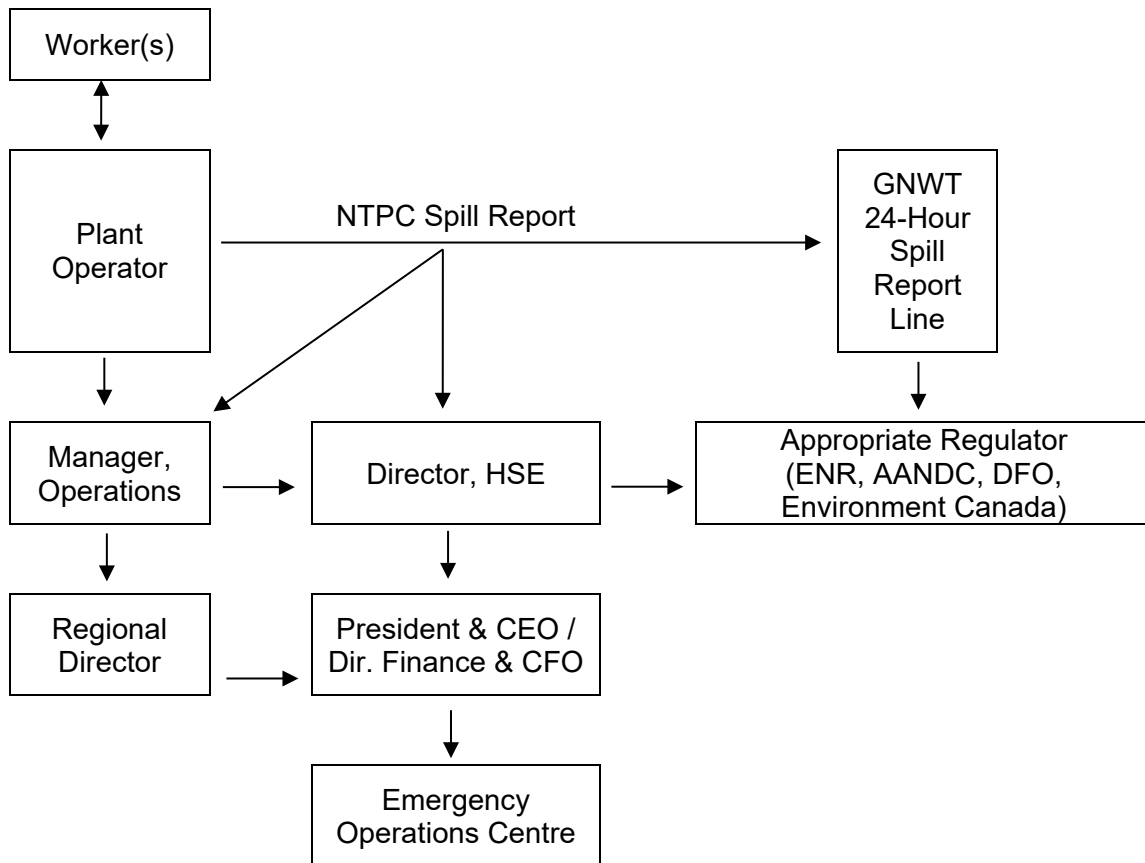 Worker(s)
Plant
Operator
NTPC Spill Report
GNWT
24-Hour
Spill
Report
Line
Manager,
Operations
Director, HSE
Appropriate Regulator
(ENR, AANDC, DFO,
Environment Canada)
Regional
Director
President & CEO /
Dir. Finance & CFO
Emergency
Operations Centre